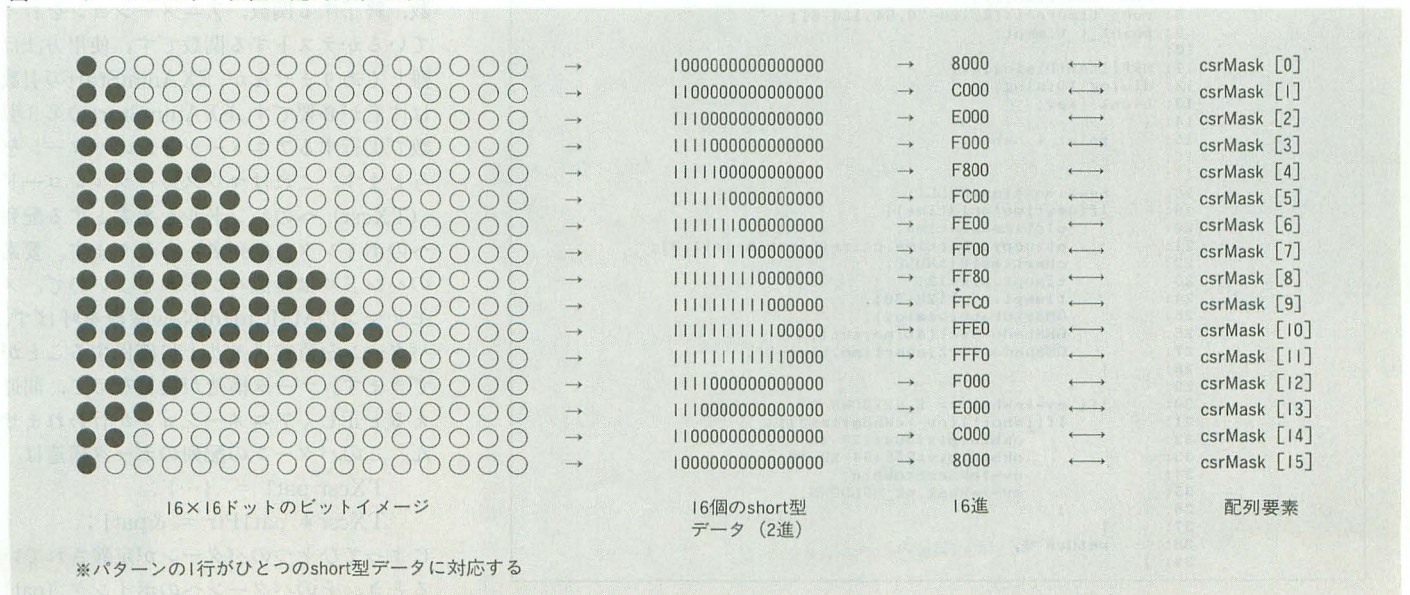 → 1000000000000000 → 8000 ←→ csrMask [0]
→ 1100000000000000 → C000 ←→ csrMask [1]
→ 1110000000000000 → E000 ←→ csrMask [2]
→ 1111000000000000 → F000 ←→ csrMask [3]
→ 1111100000000000 → F800 ←→ csrMask [4]
→ 1111110000000000 → FC00 ←→ csrMask [5]
→ 1111111000000000 → FE00 ←→ csrMask [6]
→ 1111111100000000 → FF00 ←→ csrMask [7]
→ 1111111110000000 → FF80 ←→ csrMask [8]
→ 1111111111000000 → FFC0 ←→ csrMask [9]
→ 1111111111100000 → FFE0 ←→ csrMask [10]
→ 1111111111110000 → FFF0 ←→ csrMask [11]
→ 1111000000000000 → F000 ←→ csrMask [12]
→ 1110000000000000 → E000 ←→ csrMask [13]
→ 1100000000000000 → C000 ←→ csrMask [14]
→ 1000000000000000 → 8000 ←→ csrMask [15]
16×16ドットのビットイメージ 16個のshort型 16進 配列要素
データ(2進)
※パターンの1行がひとつのshort型データに対応する